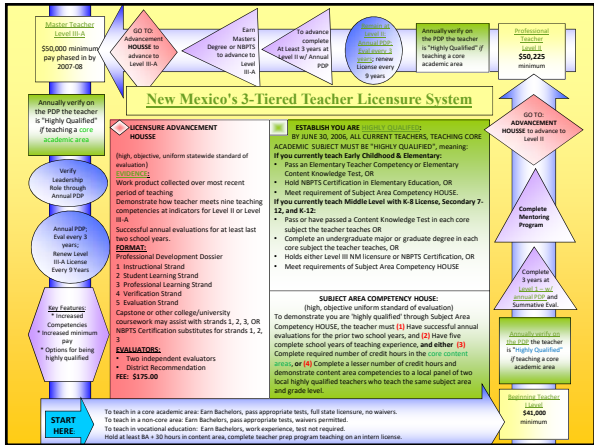 Master Teacher
Level III-A
$50,000 minimum
pay phased in by
2007-08
GO TO:
Advancement
HOUSSE to
advance to
Level III-A
Earn
Masters
Degree or NBPTS
to advance to
Level
III-A
To
advance
complete
At Least 3 years at
Level II w/ Annual
PDP
Level II:
Annual PDP;
Eval every 3
years; renew
License every
9 years
Annually verify on
the PDP the teacher
is "Highly Qualified" if
teaching a core
academic area
Professional
Teacher
Level II
$50,225
minimum
New Mexico's 3-Tiered Teacher Licensure System
Annually verify on
the PDP the teacher
is "Highly Qualified"
if teaching a core
academic area
Verify
Leadership
Role through
Annual PDP
Annual PDP;
Eval every 3
years;
Renew Level
III-A License
Every 9 Years
Key Features:
* Increased
Competencies
* Increased minimum
pay
* Options for being
highly qualified
LICENSURE ADVANCEMENT
HOUSSE
(high, objective, uniform statewide standard of
evaluation)
EVIDENCE:
Work product collected over most recent
period of teaching
Demonstrate how teacher meets nine teaching
competencies at indicators for Level II or Level
III-A
Successful annual evaluations for at least last
two school years.
FORMAT:
Professional Development Dossier
1 Instructional Strand
2 Student Learning Strand
3 Professional Learning Strand
4 Verification Strand
5 Evaluation Strand
Capstone or other college/university
coursework may assist with strands 1, 2, 3, OR
NBPTS Certification substitutes for strands 1, 2,
3
EVALUATORS:
• Two independent evaluators
• District Recommendation
FEE: $175.00
ESTABLISH YOU ARE HIGHLY QUALIFIED:
BY JUNE 30, 2006, ALL CURRENT TEACHERS, TEACHING CORE
ACADEMIC SUBJECT MUST BE "HIGHLY QUALIFIED", meaning:
If you currently teach Early Childhood & Elementary:
• Pass an Elementary Teacher Competency or Elementary
Content Knowledge Test, OR
• Hold NBPTS Certification in Elementary Education, OR
• Meet requirement of Subject Area Competency HOUSE.
If you currently teach Middle Level with K-8 License, Secondary 7-
12, and K-12:
• Pass or have passed a Content Knowledge Test in each core
subject the teacher teaches OR
• Complete an undergraduate major or graduate degree in each
core subject the teacher teaches, OR
• Holds either Level III NM licensure or NBPTS Certification, OR
• Meet requirements of Subject Area Competency HOUSE
SUBJECT AREA COMPETENCY HOUSE:
(high, objective uniform standard of evaluation)
To demonstrate you are 'highly qualified' through Subject Area
Competency HOUSE, the teacher must (1) Have successful annual
evaluations for the prior two school years, and (2) Have five
complete school years of teaching experience, and either (3)
Complete required number of credit hours in the core content
areas, or (4) Complete a lesser number of credit hours and
demonstrate content area competencies to a local panel of two
local highly qualified teachers who teach the same subject area
and grade level.
GO TO:
ADVANCEMENT
HOUSSE to
advance to
Level II
Complete
Mentoring
Program
Complete
3 years at
Level 1 – w/
annual PDP and
Summative Eval.
Annually verify on
the PDP the teacher
is "Highly Qualified"
if teaching a core
academic area
Beginning Teacher
Level
$41,000
minimum
START
HERE:
To teach in a core academic area: Earn Bachelors, pass appropriate tests, full state licensure, no waivers.
To teach in a non-core area: Earn Bachelors, pass appropriate tests, waivers permitted.
To teach in vocational education: Earn Bachelors, work experience, test not required.
Hold at least BA + 30 hours in content area, complete teacher prep program teaching on an intern license.